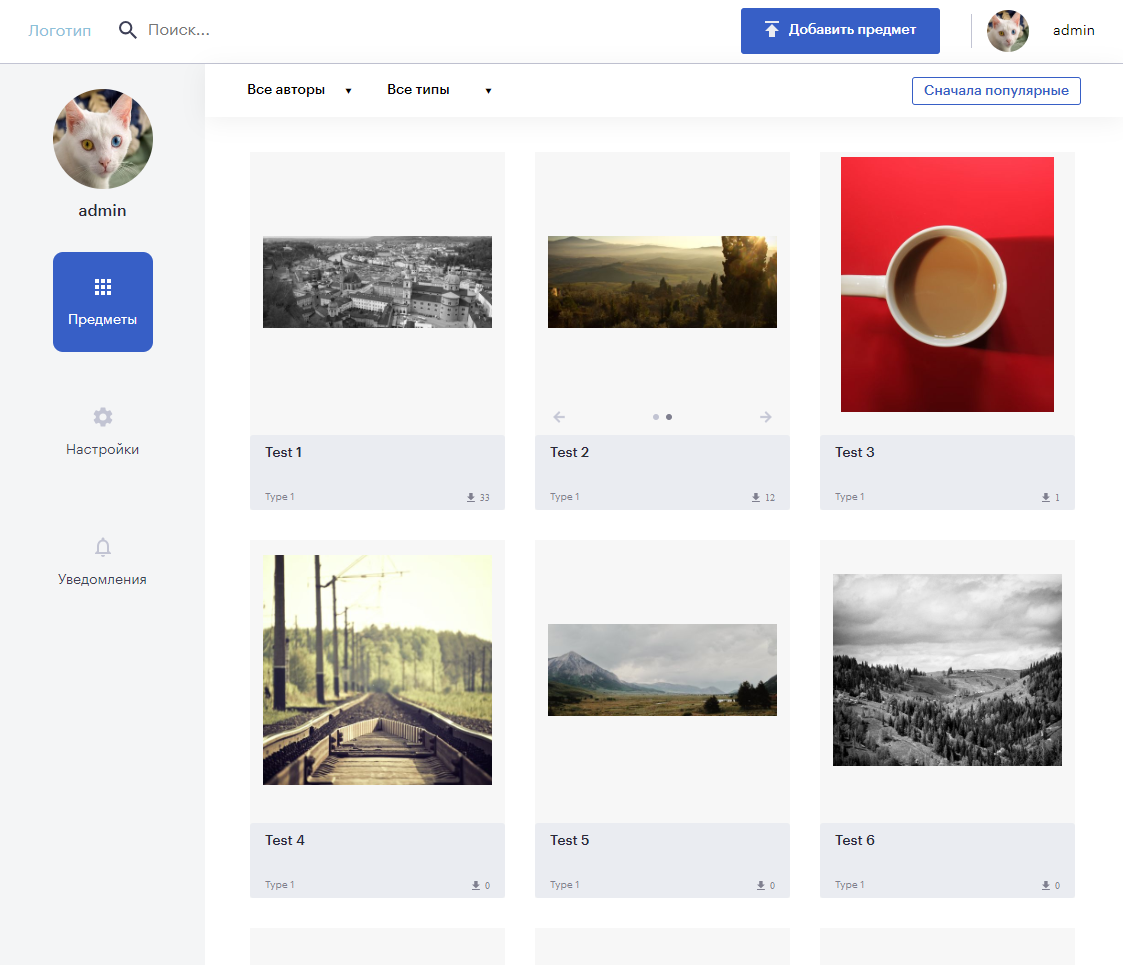 Логотип
Поиск...
Добавить предмет
admin
admin
Предметы
Настройки
Уведомления
Все авторы
Все типы
Сначала популярные
Test 1
Type 1
33
Test 2
Type 1
12
Test 3
Type 1
1
Test 4
Type 1
0
Test 5
Type 1
0
Test 6
Type 1
0